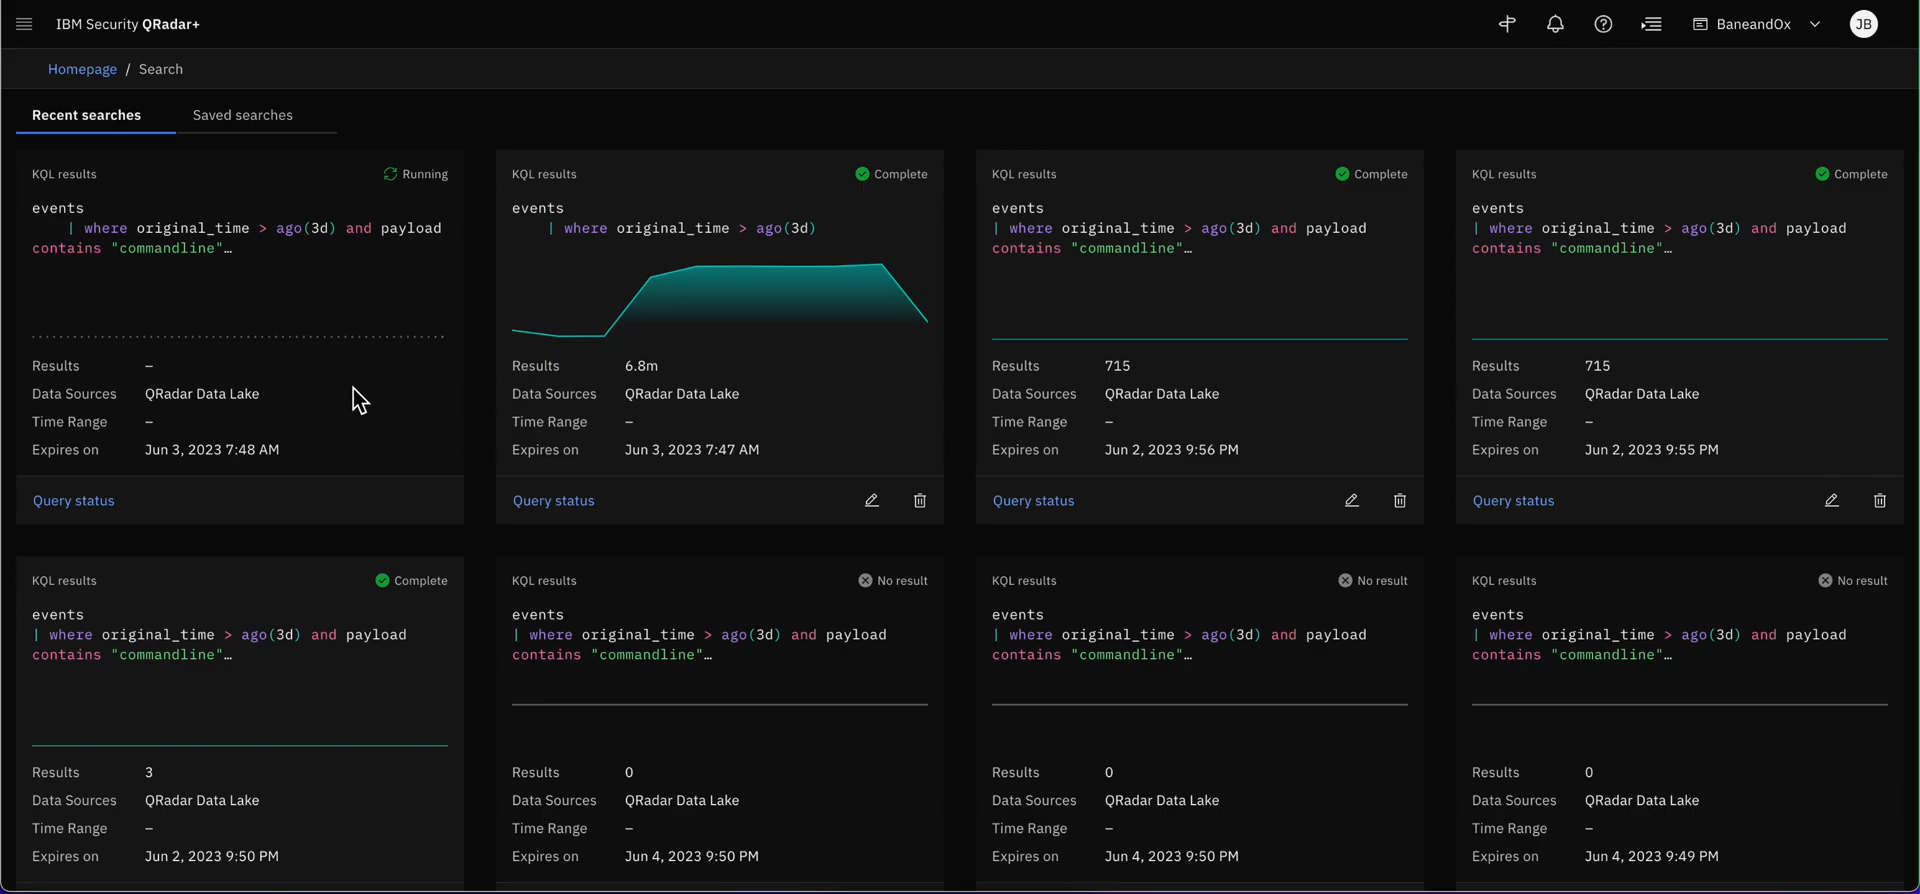 IBM Security QRadar+
BaneandOx
JB
Homepage / Search
Recent searches
Saved searches
KQL results
Running
events
| where original_time > ago(3d) and payload
contains "commandline"…
Results –
Data Sources QRadar Data Lake
Time Range –
Expires on Jun 3, 2023 7:48 AM
Query status
KQL results
Complete
events
| where original_time > ago(3d)
Results 6.8m
Data Sources QRadar Data Lake
Time Range –
Expires on Jun 3, 2023 7:47 AM
Query status
KQL results
Complete
events
| where original_time > ago(3d) and payload
contains "commandline"…
Results 715
Data Sources QRadar Data Lake
Time Range –
Expires on Jun 2, 2023 9:56 PM
Query status
KQL results
Complete
events
| where original_time > ago(3d) and payload
contains "commandline"…
Results 715
Data Sources QRadar Data Lake
Time Range –
Expires on Jun 2, 2023 9:55 PM
Query status
KQL results
Complete
events
| where original_time > ago(3d) and payload
contains "commandline"…
Results 3
Data Sources QRadar Data Lake
Time Range –
Expires on Jun 2, 2023 9:50 PM
KQL results
No result
events
| where original_time > ago(3d) and payload
contains "commandline"…
Results 0
Data Sources QRadar Data Lake
Time Range –
Expires on Jun 4, 2023 9:50 PM
KQL results
No result
events
| where original_time > ago(3d) and payload
contains "commandline"…
Results 0
Data Sources QRadar Data Lake
Time Range –
Expires on Jun 4, 2023 9:50 PM
KQL results
No result
events
| where original_time > ago(3d) and payload
contains "commandline"…
Results 0
Data Sources QRadar Data Lake
Time Range –
Expires on Jun 4, 2023 9:49 PM